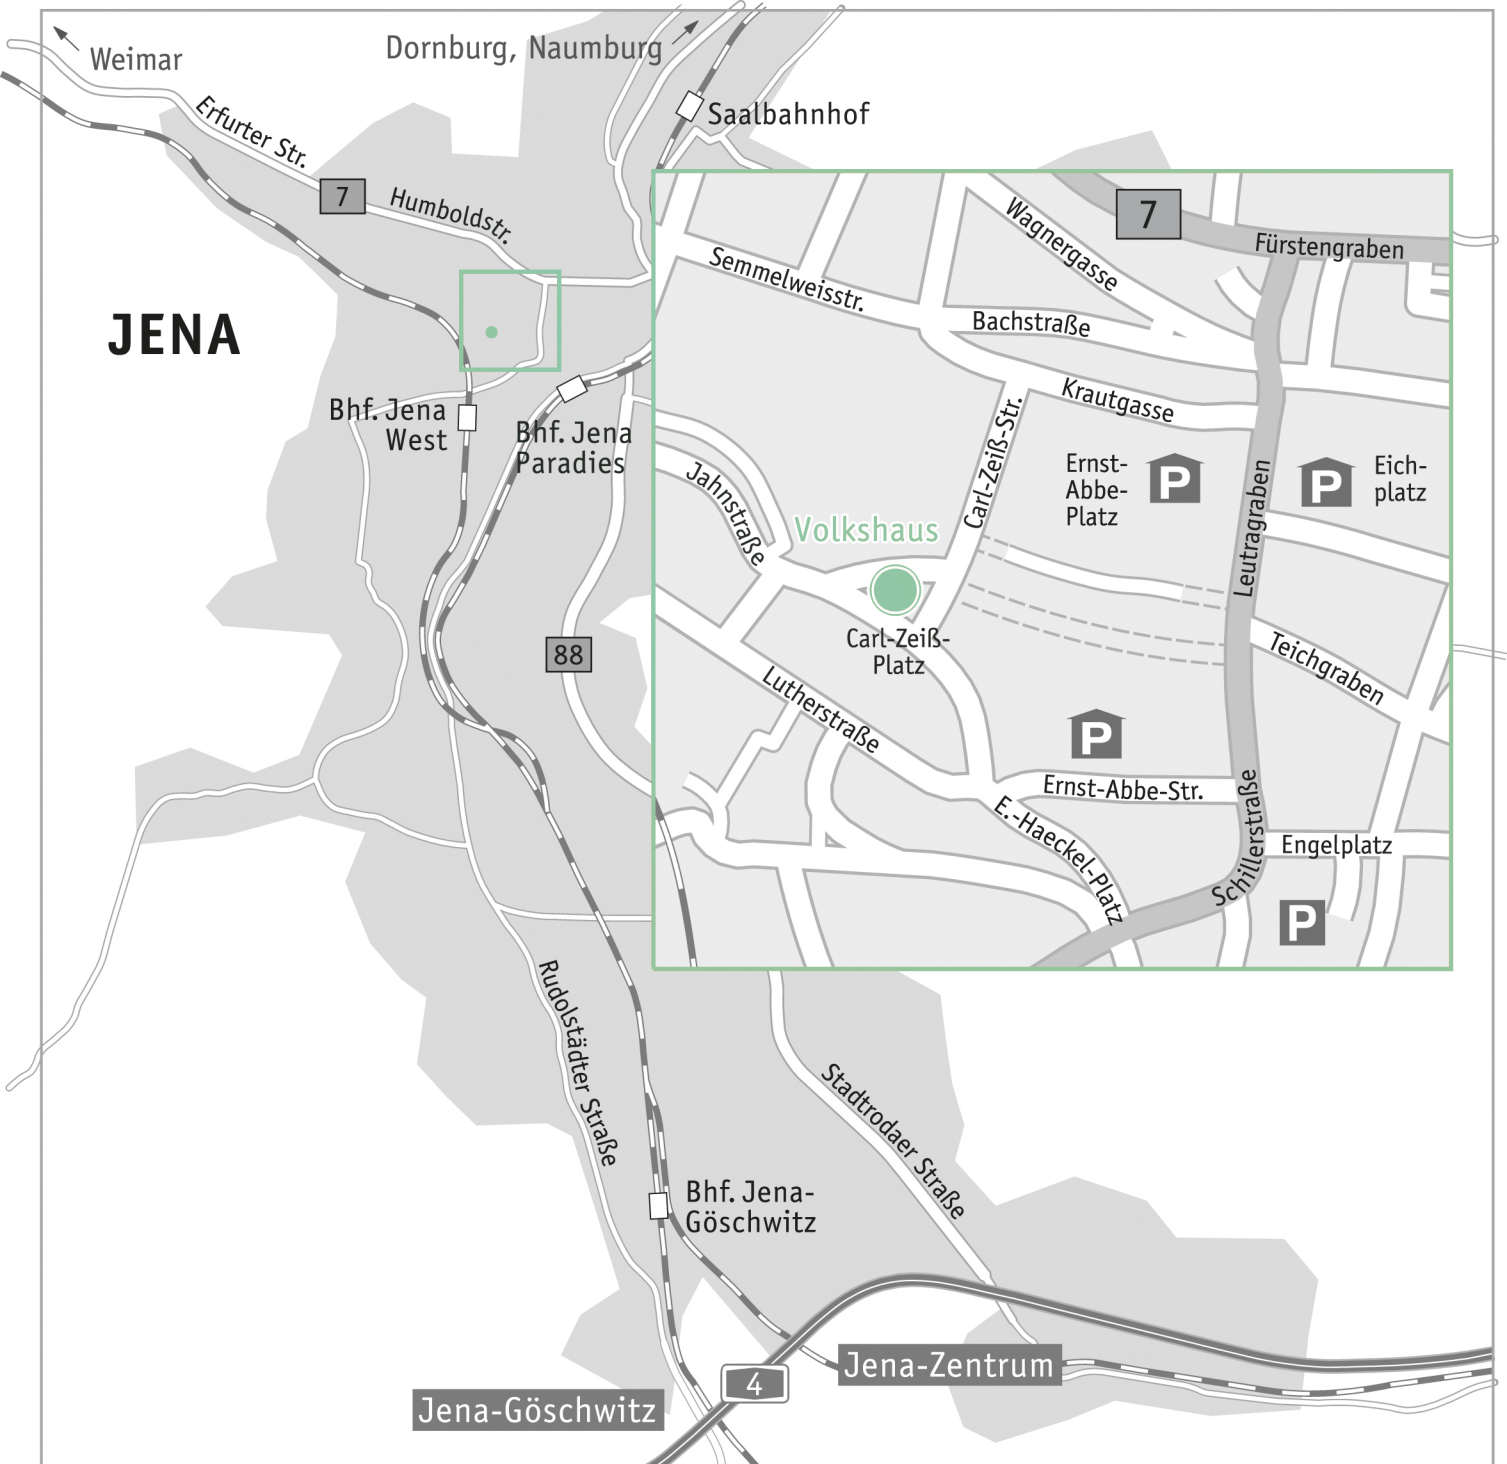 Weimar
Dornburg, Naumburg
Saalbahnhof
Erfurter Str.
7
Humboldtstr.
JENA
Bhf. Jena
West
Bhf. Jena
Paradies
88
7
Wagnergasse
Fürstengraben
Semmelweisstr.
Bachstraße
Krautgasse
Carl-Zeiß-Str.
Ernst-
Abbe-
Platz
P
P
Eich-
platz
Jahnstraße
Volkshaus
Leutragraben
Carl-Zeiß-
Platz
Teichgraben
Lutherstraße
P
Ernst-Abbe-Str.
E.-Haeckel-Platz
Schillerstraße
Engelplatz
P
Rudolstädter Straße
Stadtrodaer Straße
Bhf. Jena-
Göschwitz
Jena-Zentrum
4
Jena-Göschwitz